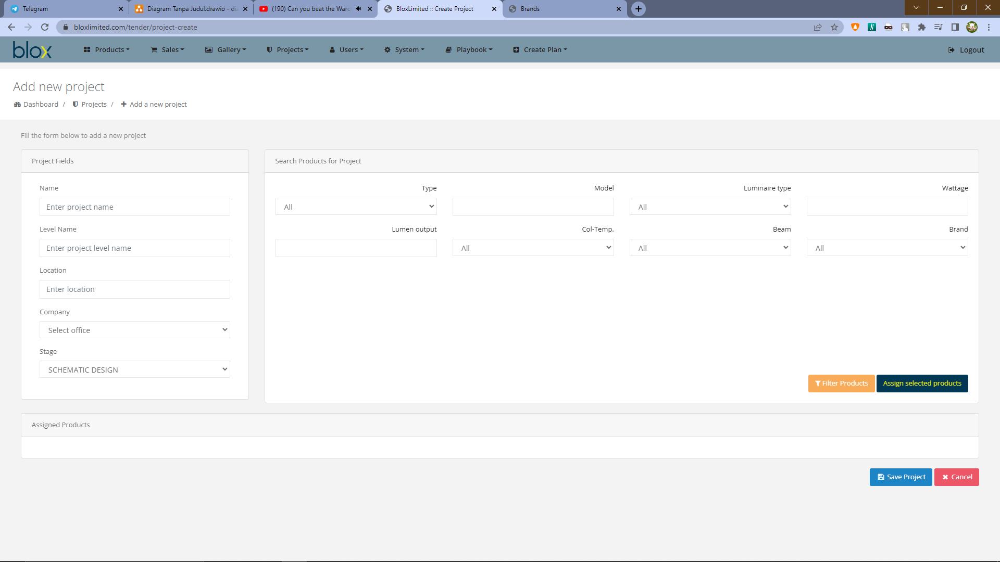 Telegram
Diagram Tanpa Judul.drawio - dia
(190) Can you beat the Warc
BloxLimited :: Create Project
Brands
bloxlimited.com/tender/project-create
blox
Products
Sales
Gallery
Projects
Users
System
Playbook
Create Plan
Logout
Add new project
Dashboard / Projects / Add a new project
Fill the form below to add a new project
Project Fields
Name
Enter project name
Level Name
Enter project level name
Location
Enter location
Company
Select office
Stage
SCHEMATIC DESIGN
Search Products for Project
Type
Model
Luminaire type
Wattage
All
All
Lumen output
Col-Temp.
Beam
Brand
All
All
All
Filter Products
Assign selected products
Assigned Products
Save Project
Cancel